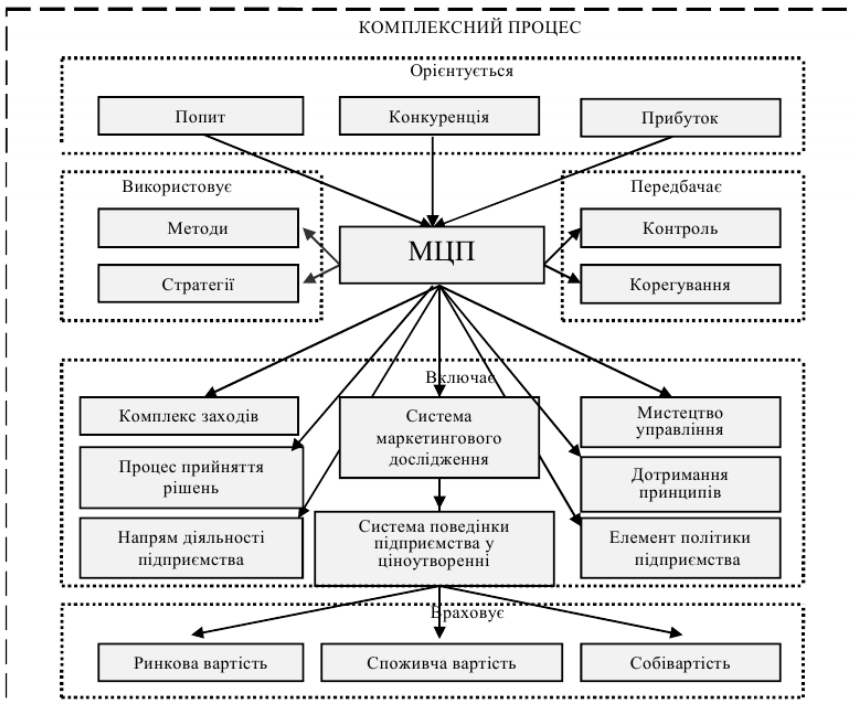 КОМПЛЕКСНИЙ ПРОЦЕС
Орієнтується
Попит
Конкуренція
Прибуток
Використовує
Методи
Стратегії
МЦП
Передбачає
Контроль
Корегування
Включає
Комплекс заходів
Процес прийняття
рішень
Напрям діяльності
підприємства
Система
маркетингового
дослідження
Система поведінки
підприємства у
ціноутворенні
Мистецтво
управління
Дотримання
принципів
Елемент політики
підприємства
Враховує
Ринкова вартість
Споживча вартість
Собівартість